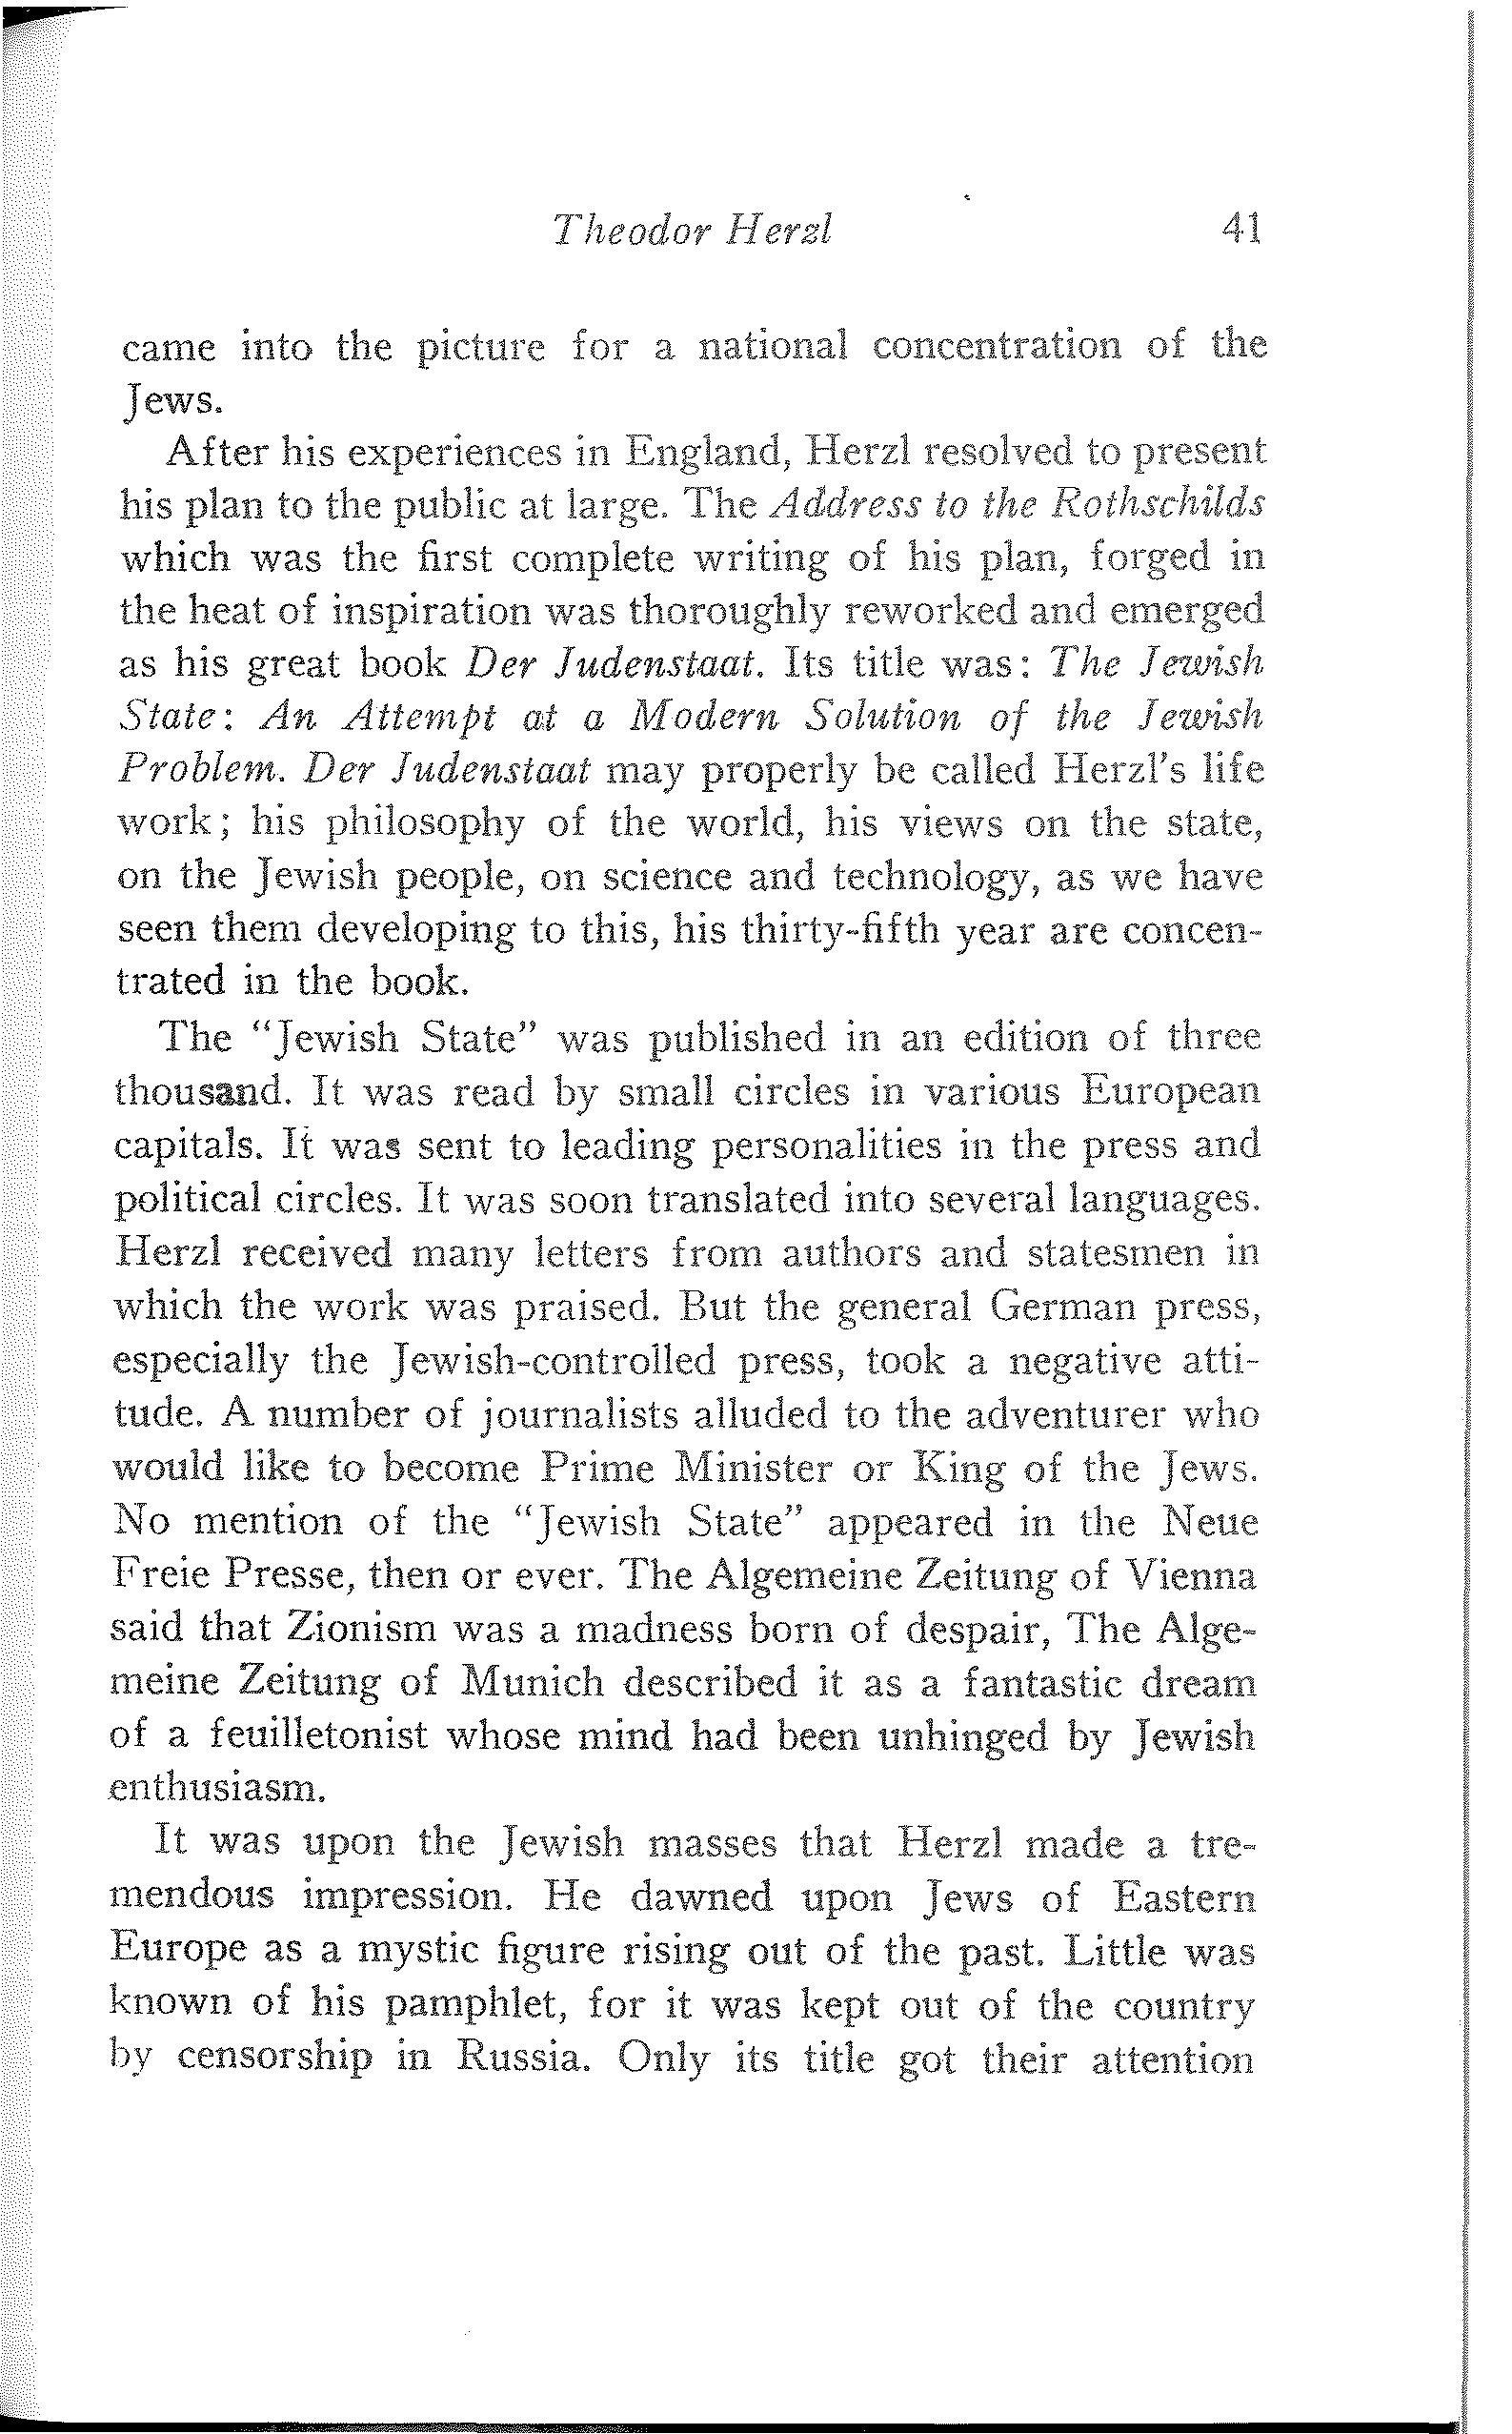 Theodor Herzl 41
came into the picture for a national concentration of the
Jews.
After his experiences in England, Herzl resolved to present
his plan to the public at large. The Address to the Rothschilds
which was the first complete writing of his plan, forged in
the heat of inspiration was thoroughly reworked and emerged
as his great book Der Judenstaat. Its title was: The Jewish
State: An Attempt at a Modern Solution of the Jewish
Problem. Der Judenstaat may properly be called Herzl's life
work; his philosophy of the world, his views on the state,
on the Jewish people, on science and technology, as we have
seen them developing to this, his thirty-fifth year are concen-
trated in the book.
The "Jewish State" was published in an edition of three
thousand. It was read by small circles in various European
capitals. It was sent to leading personalities in the press and
political circles. It was soon translated into several languages.
Herzl received many letters from authors and statesmen in
which the work was praised. But the general German press,
especially the Jewish-controlled press, took a negative atti-
tude. A number of journalists alluded to the adventurer who
would like to become Prime Minister or King of the Jews.
No mention of the "Jewish State" appeared in the Neue
Freie Presse, then or ever. The Algemeine Zeitung of Vienna
said that Zionism was a madness born of despair, The Alge-
meine Zeitung of Munich described it as a fantastic dream
of a feuilletonist whose mind had been unhinged by Jewish
enthusiasm.
It was upon the Jewish masses that Herzl made a tre-
mendous impression. He dawned upon Jews of Eastern
Europe as a mystic figure rising out of the past. Little was
known of his pamphlet, for it was kept out of the country
by censorship in Russia. Only its title got their attention